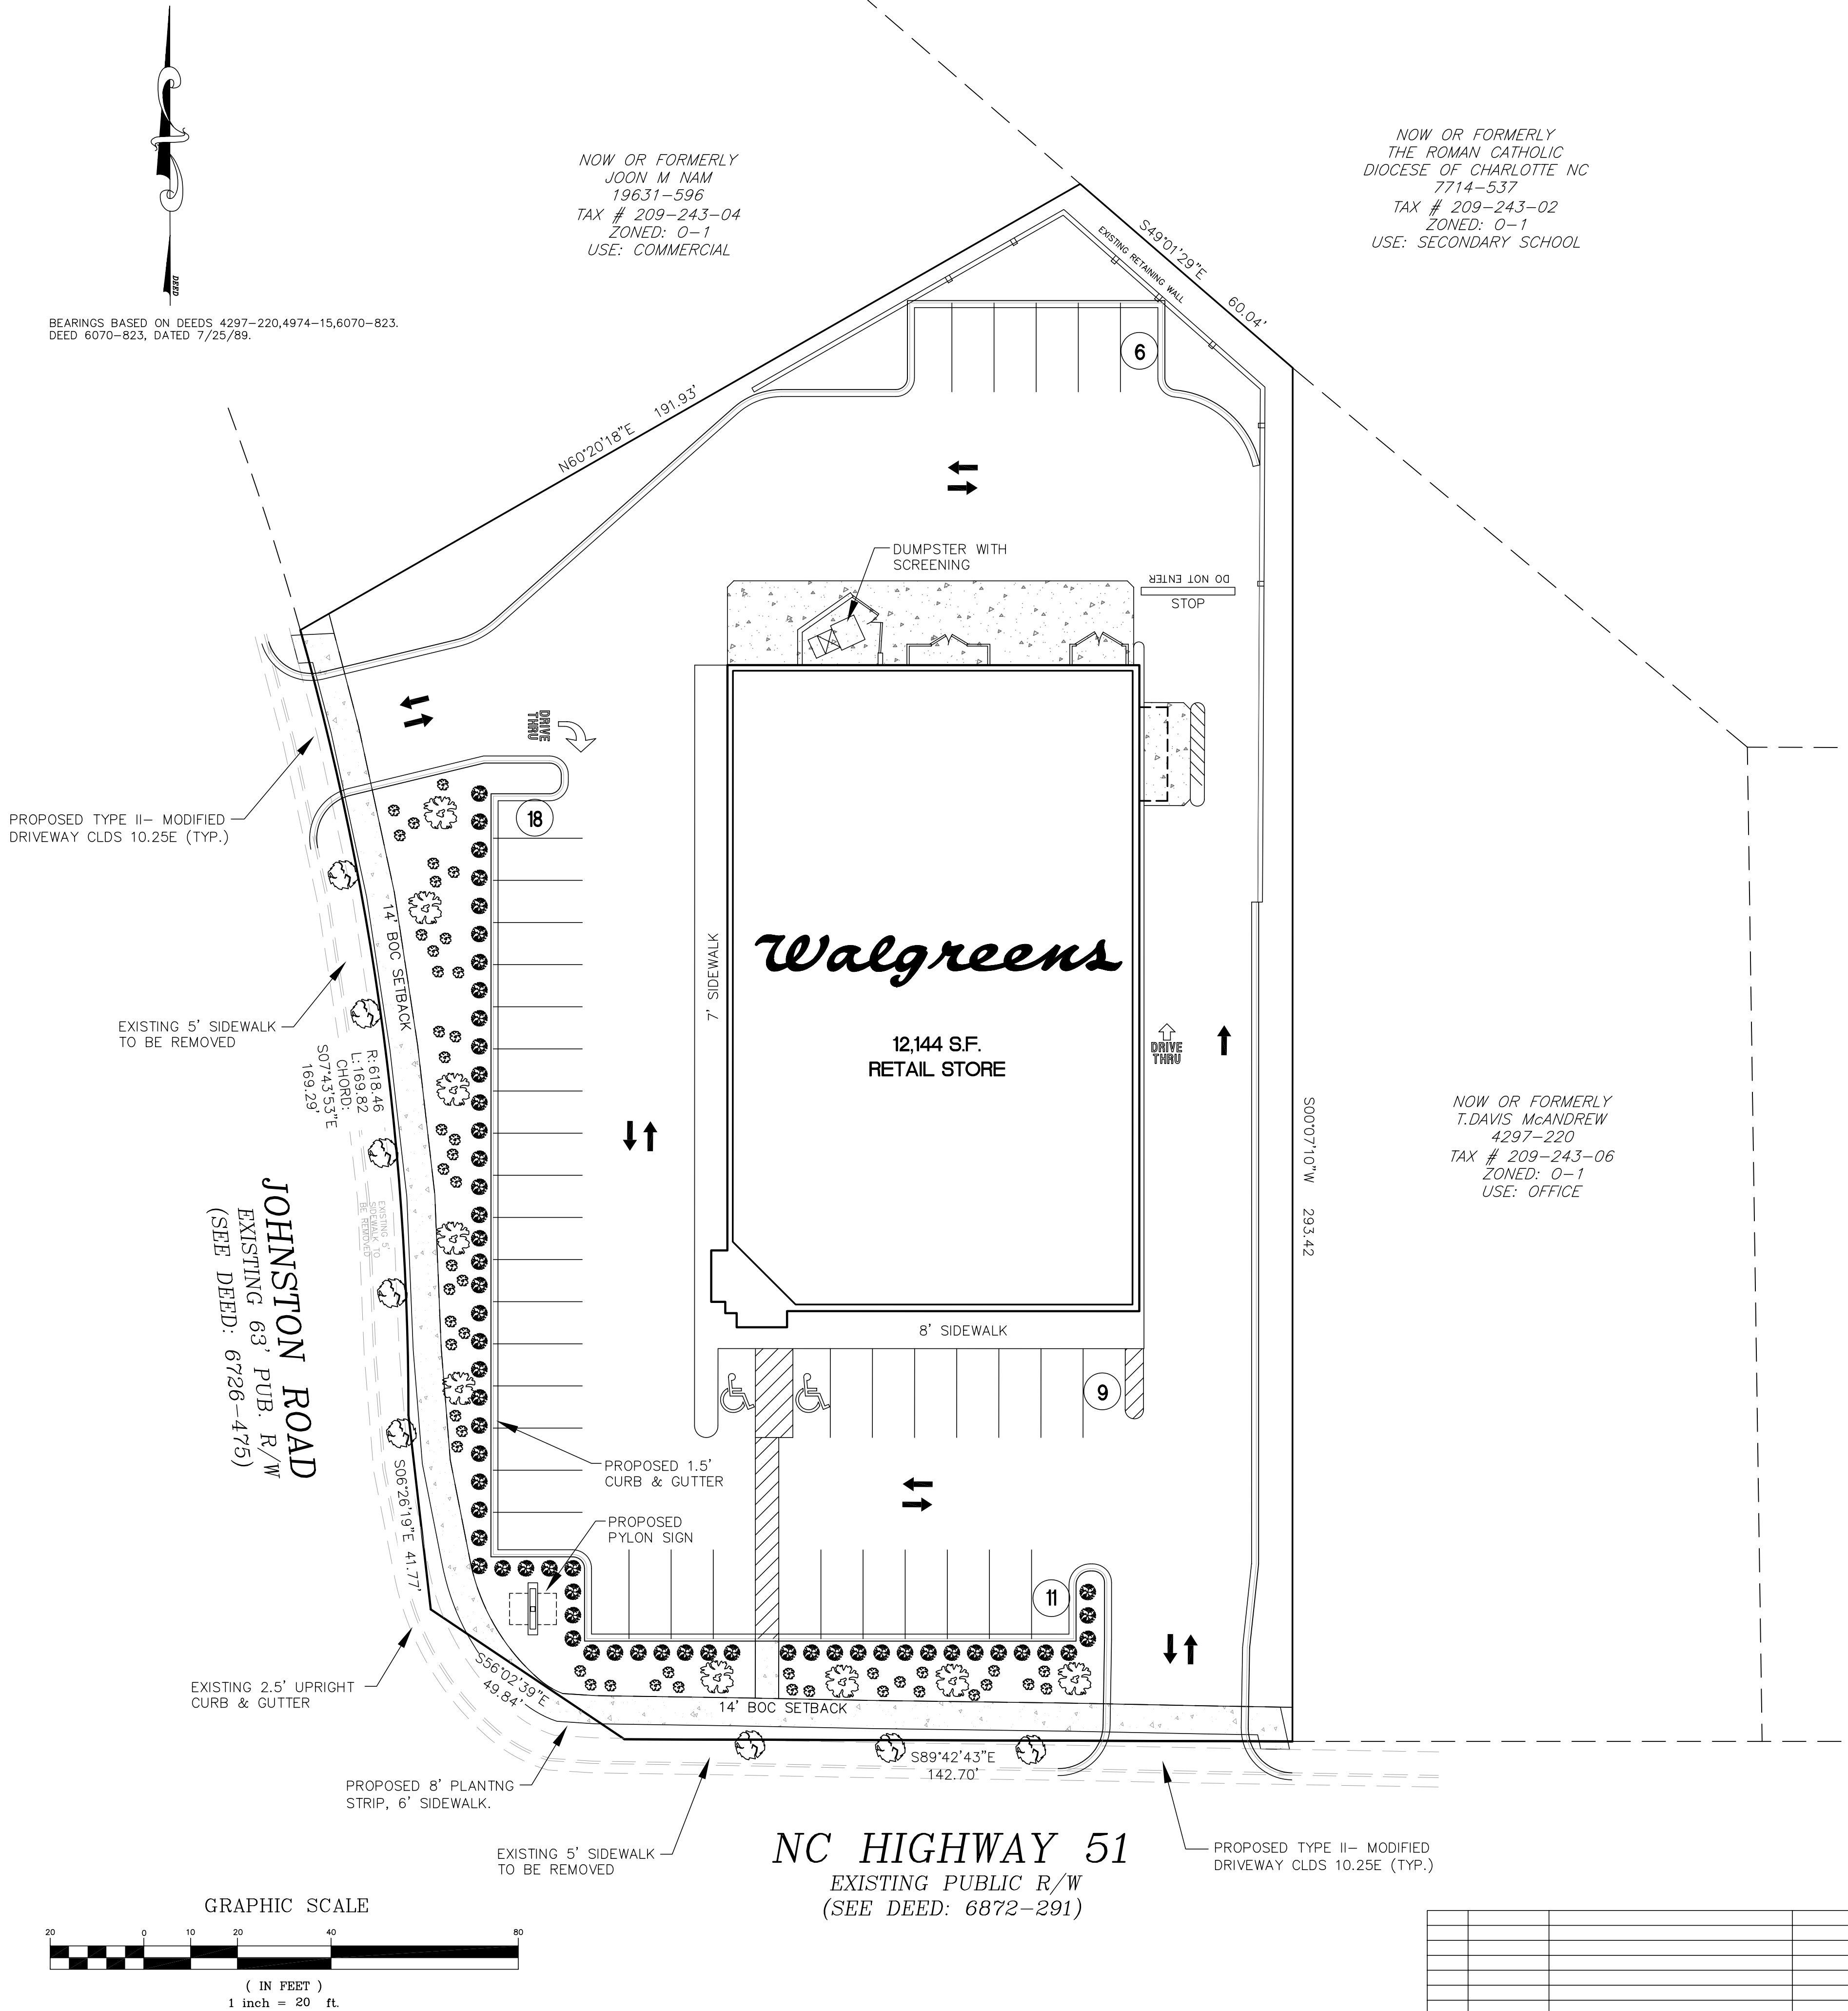 DEED
BEARINGS BASED ON DEEDS 4297-220,4974-15,6070-823.
DEED 6070-823, DATED 7/25/89.
NOW OR FORMERLY
JOON M NAM
19631-596
TAX # 209-243-04
ZONED: O-1
USE: COMMERCIAL
NOW OR FORMERLY
THE ROMAN CATHOLIC
DIOCESE OF CHARLOTTE NC
7714-537
TAX # 209-243-02
ZONED: O-1
USE: SECONDARY SCHOOL
S49°01'29"E
60.04'
EXISTING RETAINING WALL
6
N60°20'18"E
191.93'
DUMPSTER WITH
SCREENING
DO NOT ENTER
STOP
DRIVE
THRU
PROPOSED TYPE II- MODIFIED
DRIVEWAY CLDS 10.25E (TYP.)
18
14' BOC SETBACK
7' SIDEWALK
Walgreens
12,144 S.F.
RETAIL STORE
DRIVE
THRU
EXISTING 5' SIDEWALK
TO BE REMOVED
R:618.46
L:169.82
CHORD:
S07°43'53"E
169.29'
EXISTING 5'
SIDEWALK TO
BE REMOVED
S00°07'10"W
293.42
NOW OR FORMERLY
T.DAVIS McANDREW
4297-220
TAX # 209-243-06
ZONED: O-1
USE: OFFICE
JOHNSTON ROAD
EXISTING 63' PUB. R/W
(SEE DEED: 6726-475)
8' SIDEWALK
9
PROPOSED 1.5'
CURB & GUTTER
PROPOSED
PYLON SIGN
S06°26'19"E 41.77'
11
EXISTING 2.5' UPRIGHT
CURB & GUTTER
S56°02'39"E
49.84'
14' BOC SETBACK
S89°42'43"E
142.70'
PROPOSED 8' PLANTNG
STRIP, 6' SIDEWALK.
EXISTING 5' SIDEWALK
TO BE REMOVED
NC HIGHWAY 51
EXISTING PUBLIC R/W
(SEE DEED: 6872-291)
PROPOSED TYPE II- MODIFIED
DRIVEWAY CLDS 10.25E (TYP.)
GRAPHIC SCALE
20 0 10 20 40 80
( IN FEET )
1 inch = 20 ft.